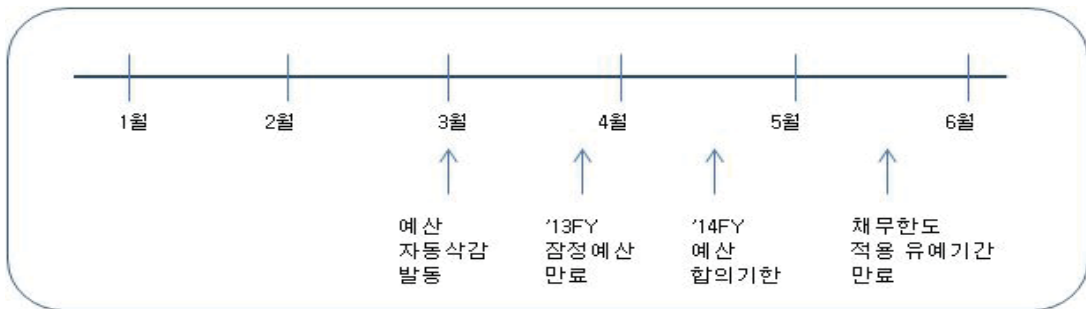 1월 2월 3월 4월 5월 6월
예산
자동삭감
발동
'13FY
잠정예산
만료
'14FY
예산
합의기한
채무한도
적용 유예기간
만료